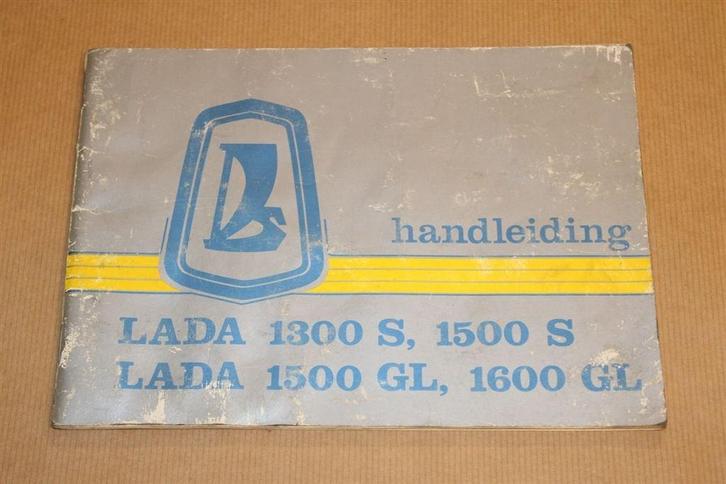 handleiding
LADA 1300 S, 1500 S
LADA 1500 GL, 1600 GL